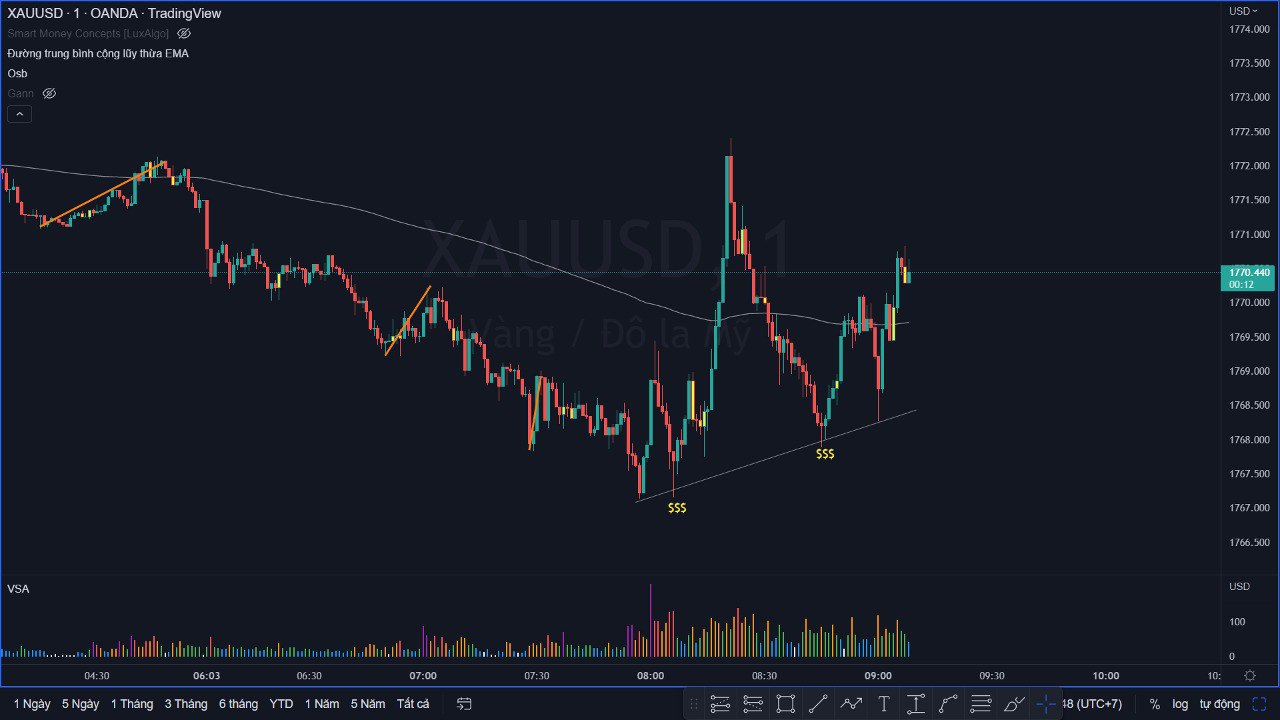 XAUUSD · 1 · OANDA · TradingView
Smart Money Concepts [LuxAlgo]
Đường trung bình cộng lũy thừa EMA
Osb
Gann
XAUUSD, 1
Vàng / Đô la Mỹ
$$$
$$$
USD
1774.000
1773.500
1773.000
1772.500
1772.000
1771.500
1771.000
1770.440
00:12
1770.000
1769.500
1769.000
1768.500
1768.000
1767.500
1767.000
1766.500
VSA
USD
100
0
04:30 06:03 06:30 07:00 07:30 08:00 08:30 09:00 09:30 10:00 10:
1 Ngày 5 Ngày 1 Tháng 3 Tháng 6 tháng YTD 1 Năm 5 Năm Tất cả
48 (UTC+7) % log tự động